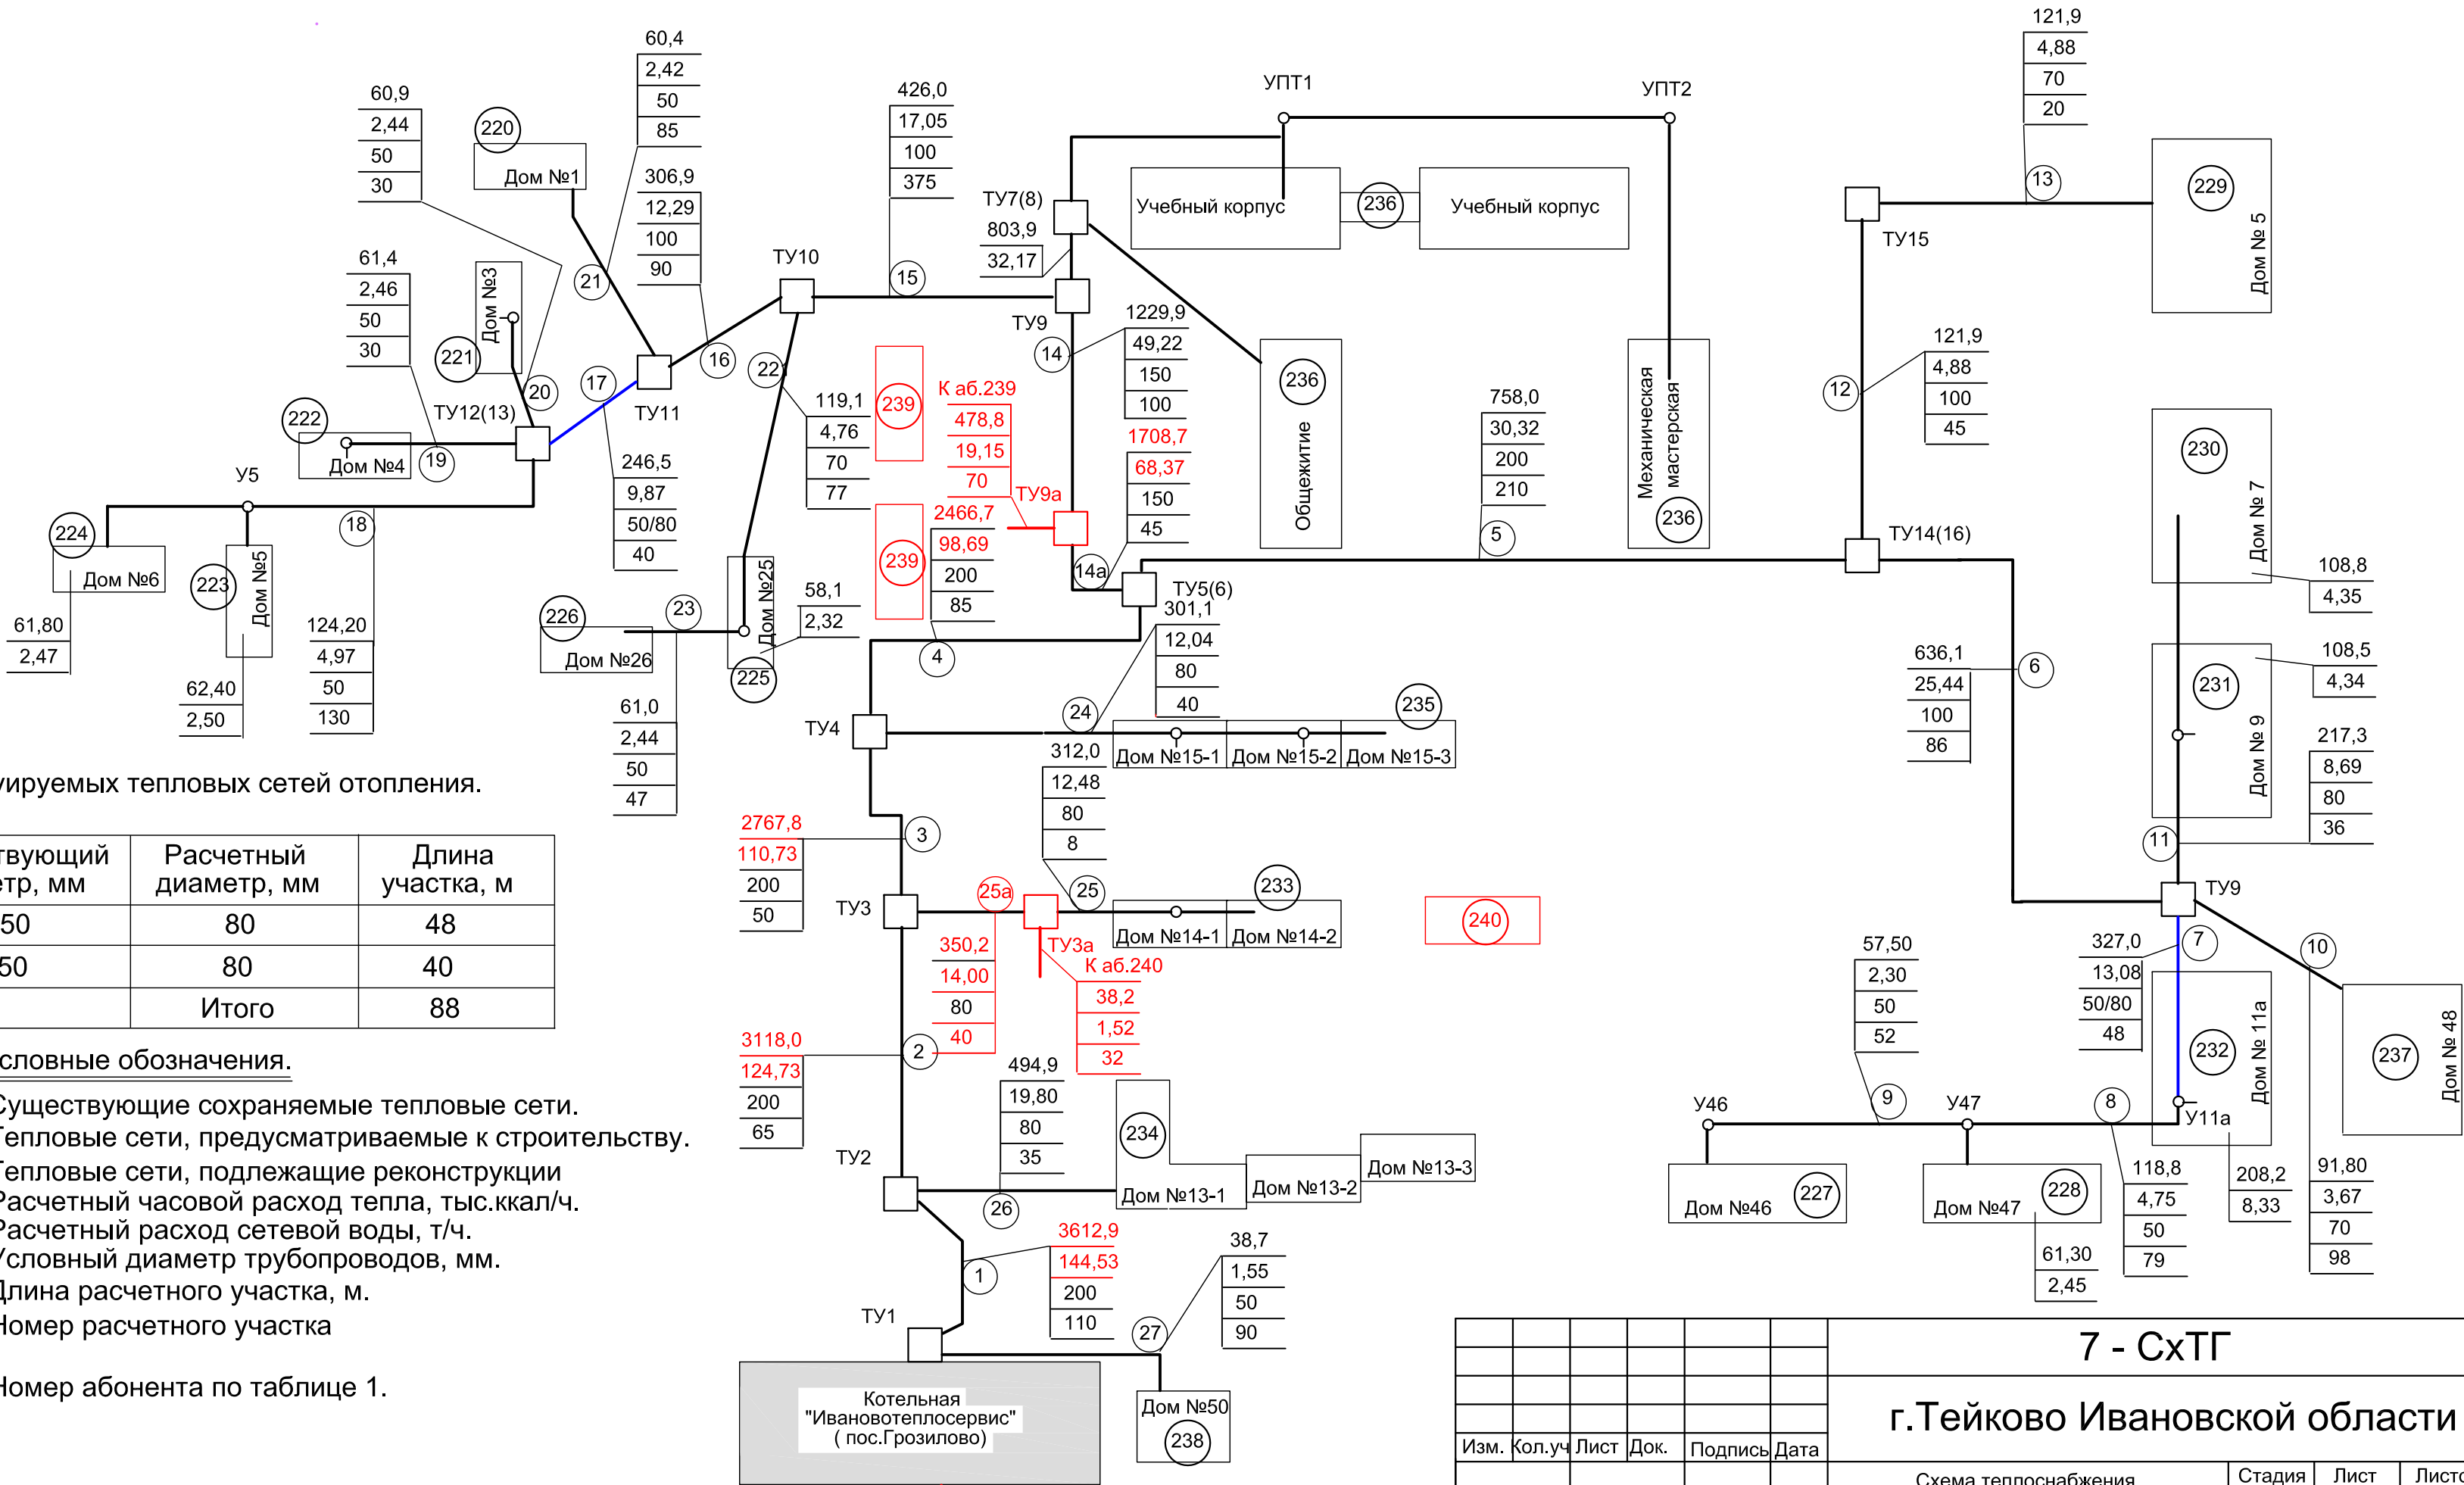 60,4
2,42
50
85
60,9
2,44
50
30
220
Дом №1
306,9
12,29
100
90
61,4
2,46
50
30
21
Дом №3
221
20
17
16
ТУ11
ТУ12(13)
222
Дом №4
19
У5
18
224
Дом №6
61,80
2,47
223
Дом №5
62,40
2,50
124,20
4,97
50
130
246,5
9,87
50/80
40
ТУ10
426,0
17,05
100
375
15
221
119,1
4,76
70
77
226
Дом №26
23
Дом №25
225
58,1
2,32
61,0
2,44
50
47
УПТ1
УПТ2
ТУ7(8)
803,9
32,17
ТУ9
Учебный корпус
236
Учебный корпус
14
1229,9
49,22
150
100
236
Общежитие
Механическая
мастерская
236
239
239
К аб.239
478,8
19,15
70
ТУ9а
1708,7
68,37
150
45
14а
2466,7
98,69
200
85
4
ТУ5(6)
301,1
12,04
80
40
758,0
30,32
200
210
5
121,9
4,88
70
20
13
229
Дом № 5
ТУ15
12
121,9
4,88
100
45
ТУ14(16)
230
Дом № 7
108,8
4,35
231
Дом № 9
108,5
4,34
636,1
25,44
100
86
6
217,3
8,69
80
36
11
ТУ9
ТУ4
24
235
Дом №15-1
Дом №15-2
Дом №15-3
312,0
12,48
80
8
2767,8
110,73
200
50
3
ТУ3
25а
25
233
ТУ3а
Дом №14-1
Дом №14-2
240
350,2
14,00
80
40
К аб.240
38,2
1,52
32
3118,0
124,73
200
65
2
494,9
19,80
80
35
ТУ2
26
234
Дом №13-1
Дом №13-2
Дом №13-3
57,50
2,30
50
52
327,0
13,08
50/80
48
7
10
232
Дом № 11а
237
Дом № 48
У46
9
У47
8
У11а
Дом №46
227
Дом №47
228
61,30
2,45
118,8
4,75
50
79
208,2
8,33
91,80
3,67
70
98
3612,9
144,53
200
110
1
ТУ1
38,7
1,55
50
90
27
Дом №50
238
Котельная
"Ивановотеплосервис"
( пос.Грозилово)
уируемых тепловых сетей отопления.
твующий
етр, мм
Расчетный
диаметр, мм
Длина
участка, м
50 80 48
50 80 40
Итого 88
словные обозначения.
Существующие сохраняемые тепловые сети.
Тепловые сети, предусматриваемые к строительству.
Тепловые сети, подлежащие реконструкции
Расчетный часовой расход тепла, тыс.ккал/ч.
Расчетный расход сетевой воды, т/ч.
Условный диаметр трубопроводов, мм.
Длина расчетного участка, м.
Номер расчетного участка
Номер абонента по таблице 1.
7 - СхТГ
г.Тейково Ивановской области
Изм. Кол.уч Лист Док. Подпись Дата
Схема теплоснабжения
Стадия Лист Листо